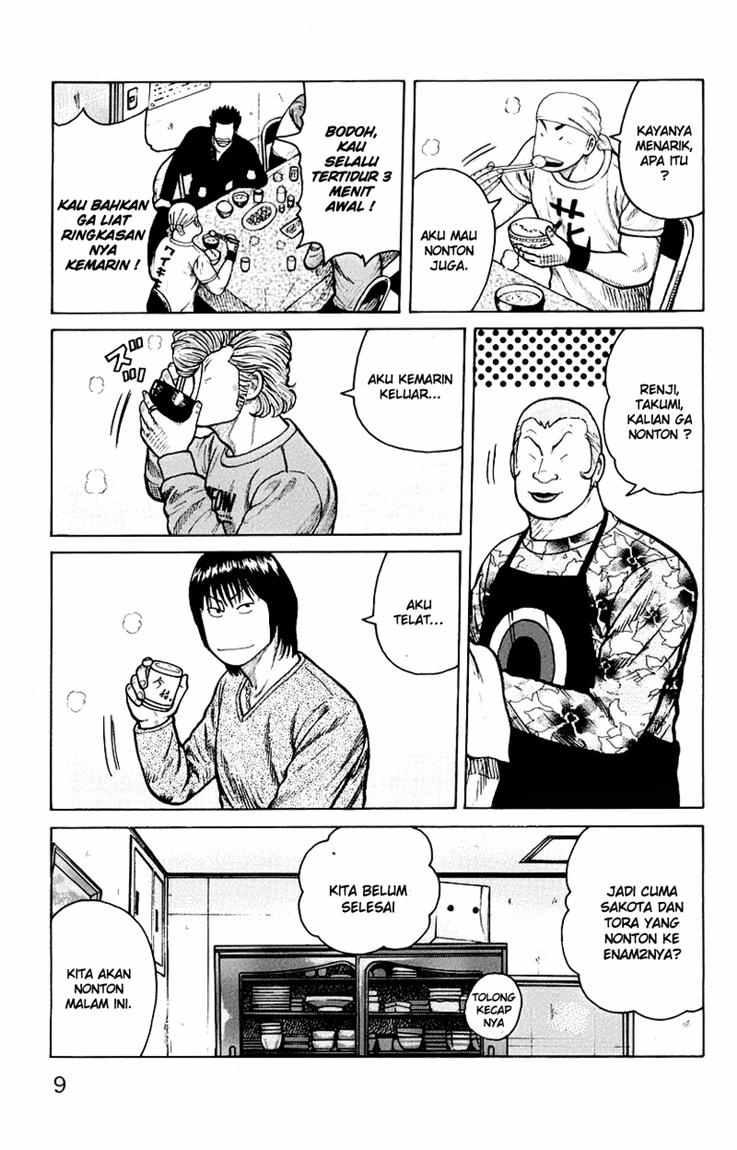 KAYANYA
MENARIK,
APA ITU
?
AKU MAU
NONTON
JUGA.
BODOH,
KAU
SELALU
TERTIDUR 3
MENIT
AWAL !
KAU BAHKAN
GA LIAT
RINGKASAN
NYA
KEMARIN !
RENJI,
TAKUMI,
KALIAN GA
NONTON ?
AKU KEMARIN
KELUAR...
ズズ
AKU
TELAT...
JADI CUMA
SAKOTA DAN
TORA YANG
NONTON KE
ENAM2NYA?
KITA BELUM
SELESAI
TOLONG
KECAP
NYA
KITA AKAN
NONTON
MALAM INI.
9